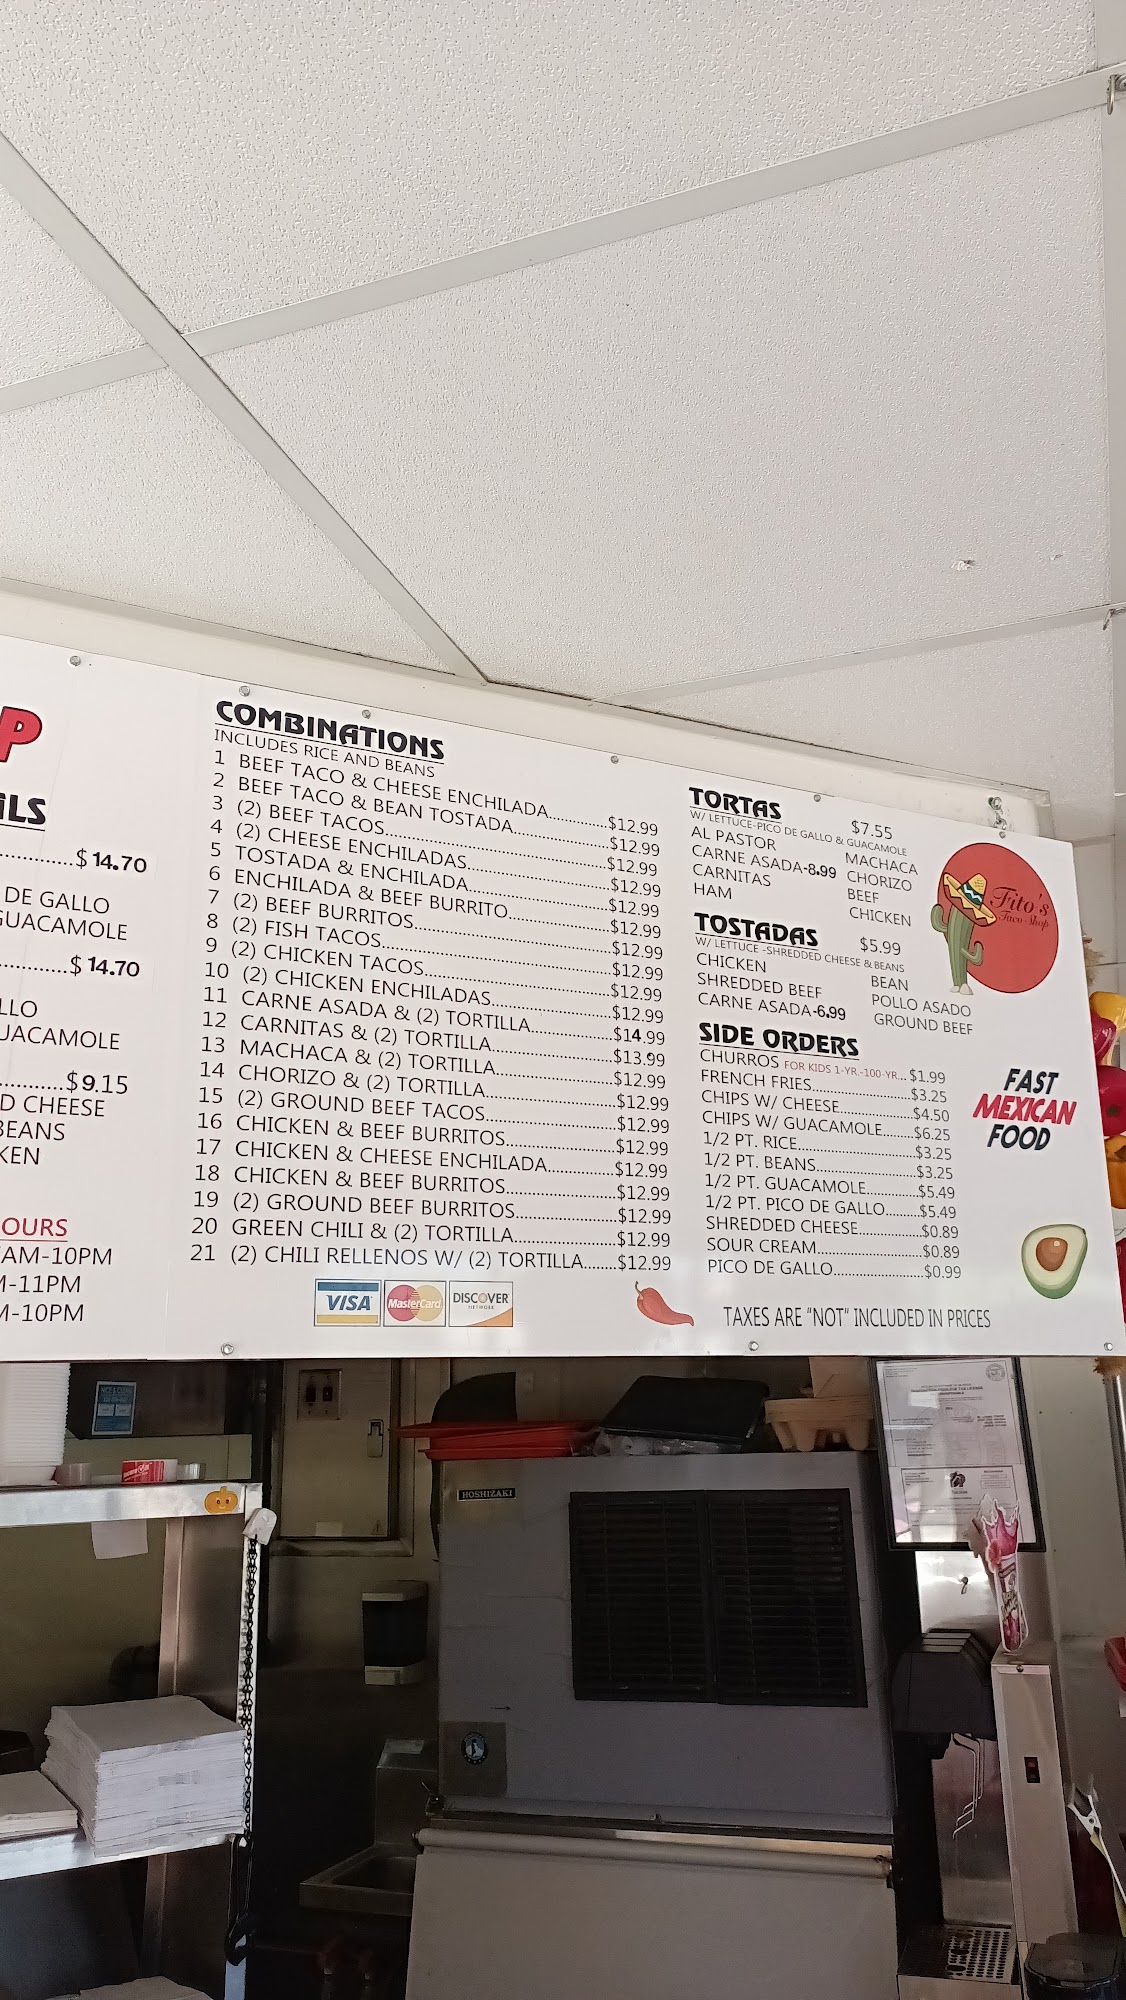 P
ILS
$ 14.70
DE GALLO
GUACAMOLE
$ 14.70
LLO
UACAMOLE
$9.15
D CHEESE
BEANS
KEN
OURS
AM-10PM
M-11PM
M-10PM
COMBINATIONS
INCLUDES RICE AND BEANS
1 BEEF TACO & CHEESE ENCHILADA............$12.99
2 BEEF TACO & BEAN TOSTADA....................$12.99
3 (2) BEEF TACOS............................................$12.99
4 (2) CHEESE ENCHILADAS............................$12.99
5 TOSTADA & ENCHILADA............................$12.99
6 ENCHILADA & BEEF BURRITO....................$12.99
7 (2) BEEF BURRITOS.......................................$12.99
8 (2) FISH TACOS.............................................$12.99
9 (2) CHICKEN TACOS.....................................$12.99
10 (2) CHICKEN ENCHILADAS........................$12.99
11 CARNE ASADA & (2) TORTILLA................$14.99
12 CARNITAS & (2) TORTILLA........................$13.99
13 MACHACA & (2) TORTILLA.......................$12.99
14 CHORIZO & (2) TORTILLA.........................$12.99
15 (2) GROUND BEEF TACOS.........................$12.99
16 CHICKEN & BEEF BURRITOS.....................$12.99
17 CHICKEN & CHEESE ENCHILADA.............$12.99
18 CHICKEN & BEEF BURRITOS.....................$12.99
19 (2) GROUND BEEF BURRITOS...................$12.99
20 GREEN CHILI & (2) TORTILLA...................$12.99
21 (2) CHILI RELLENOS W/ (2) TORTILLA.......$12.99
VISA MasterCard DISCOVER
NETWORK
TORTAS $7.55
W/ LETTUCE-PICO DE GALLO & GUACAMOLE
AL PASTOR MACHACA
CARNE ASADA-8.99 CHORIZO
CARNITAS BEEF
HAM CHICKEN
TOSTADAS $5.99
W/ LETTUCE -SHREDDED CHEESE & BEANS
CHICKEN BEAN
SHREDDED BEEF POLLO ASADO
CARNE ASADA-6.99 GROUND BEEF
SIDE ORDERS
CHURROS FOR KIDS 1-YR.-100-YR... $1.99
FRENCH FRIES..........................$3.25
CHIPS W/ CHEESE....................$4.50
CHIPS W/ GUACAMOLE........$6.25
1/2 PT. RICE..............................$3.25
1/2 PT. BEANS.........................$3.25
1/2 PT. GUACAMOLE.............$5.49
1/2 PT. PICO DE GALLO.........$5.49
SHREDDED CHEESE................$0.89
SOUR CREAM...........................$0.89
PICO DE GALLO........................$0.99
TAXES ARE "NOT" INCLUDED IN PRICES
Tito's
Taco Shop
FAST
MEXICAN
FOOD
HOSHIZAKI